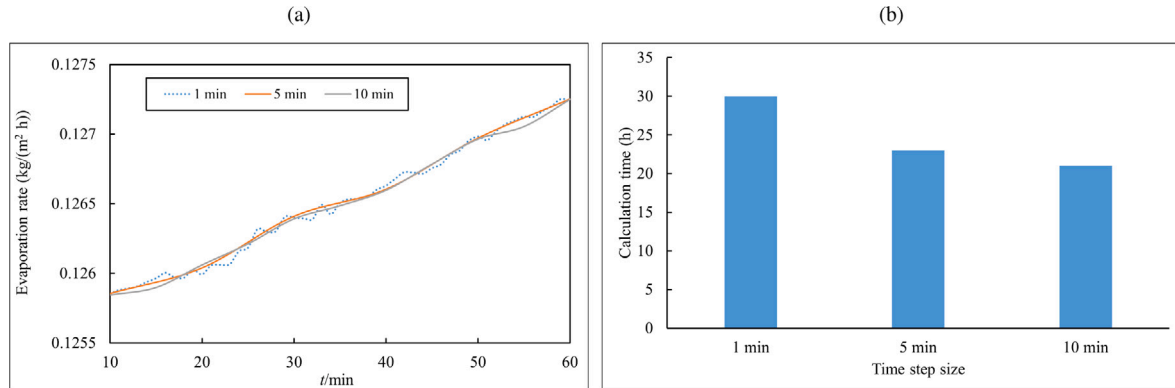 (a)
0.1275
0.127
0.1265
0.126
0.1255
Evaporation rate (kg/(m² h))
1 min 5 min 10 min
10 20 30 40 50 60
t/min
(b)
35
30
25
20
15
10
5
0
Calculation time (h)
1 min 5 min 10 min
Time step size